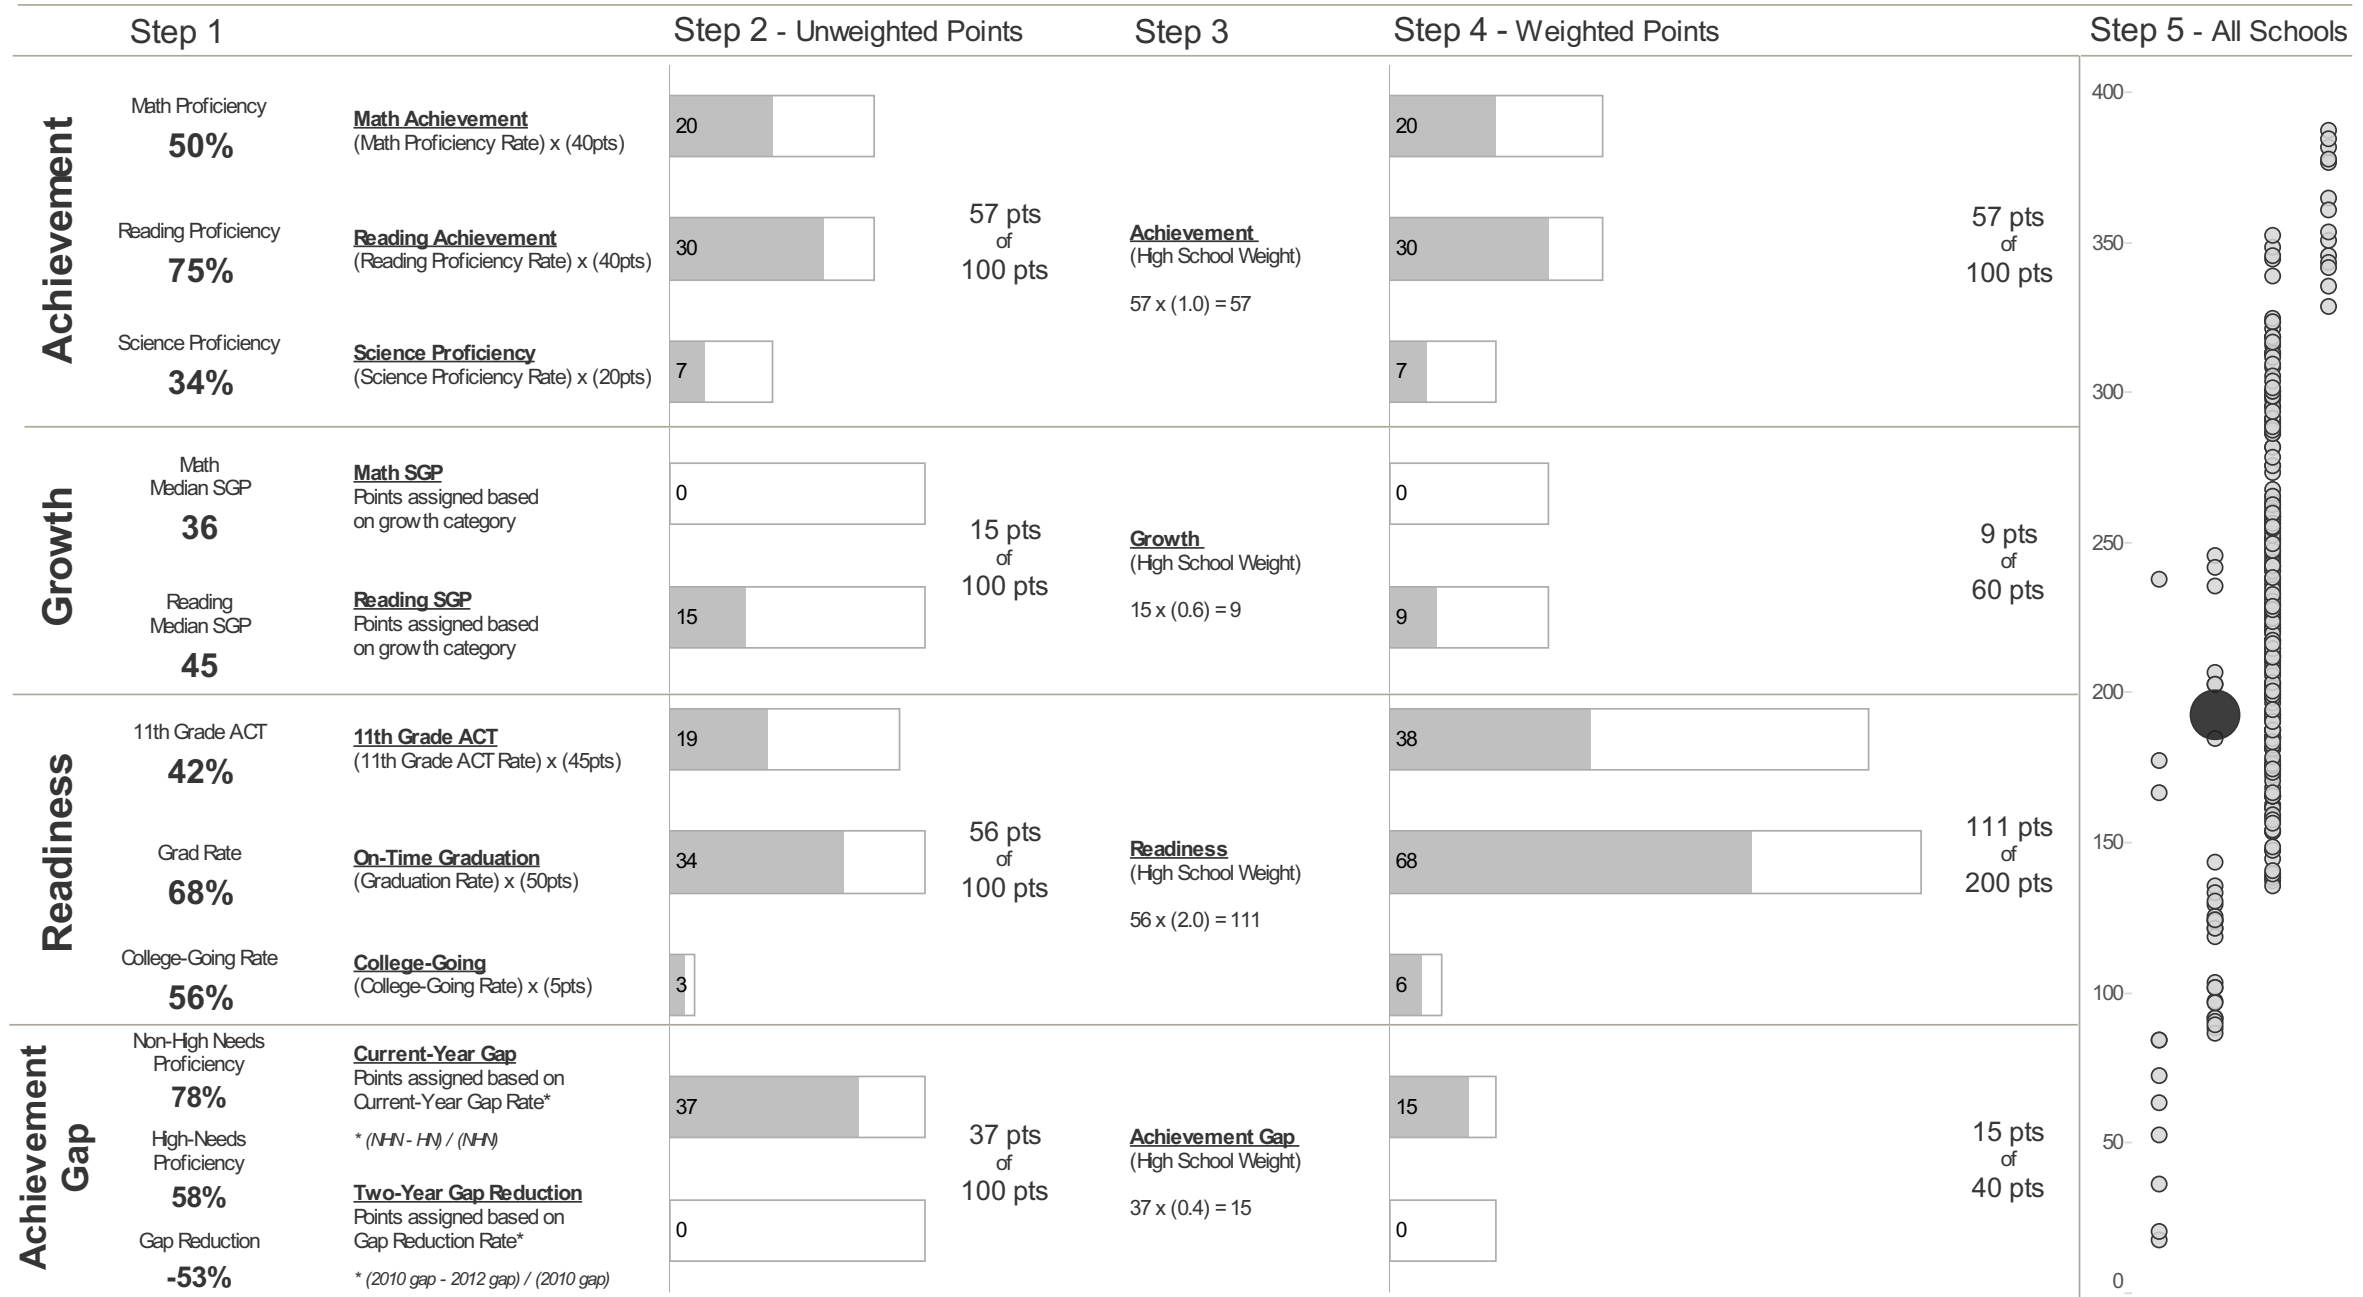 Step 1
Step 2 - Unweighted Points
Step 3
Step 4 - Weighted Points
Step 5 - All Schools
Achievement
Math Proficiency
50%
Math Achievement
(Math Proficiency Rate) x (40pts)
20
Reading Proficiency
75%
Reading Achievement
(Reading Proficiency Rate) x (40pts)
30
Science Proficiency
34%
Science Proficiency
(Science Proficiency Rate) x (20pts)
7
57 pts
of
100 pts
Achievement
(High School Weight)
57 x (1.0) = 57
20
30
7
57 pts
of
100 pts
Growth
Math
Median SGP
36
Math SGP
Points assigned based
on growth category
0
Reading
Median SGP
45
Reading SGP
Points assigned based
on growth category
15
15 pts
of
100 pts
Growth
(High School Weight)
15 x (0.6) = 9
0
9
9 pts
of
60 pts
Readiness
11th Grade ACT
42%
11th Grade ACT
(11th Grade ACT Rate) x (45pts)
19
Grad Rate
68%
On-Time Graduation
(Graduation Rate) x (50pts)
34
College-Going Rate
56%
College-Going
(College-Going Rate) x (5pts)
3
56 pts
of
100 pts
Readiness
(High School Weight)
56 x (2.0) = 111
38
68
6
111 pts
of
200 pts
Achievement
Gap
Non-High Needs
Proficiency
78%
High-Needs
Proficiency
58%
Gap Reduction
-53%
Current-Year Gap
Points assigned based on
Current-Year Gap Rate*
* (NHN - HN) / (NHN)
Two-Year Gap Reduction
Points assigned based on
Gap Reduction Rate*
* (2010 gap - 2012 gap) / (2010 gap)
37
0
37 pts
of
100 pts
Achievement Gap
(High School Weight)
37 x (0.4) = 15
15
0
15 pts
of
40 pts
400
350
300
250
200
150
100
50
0